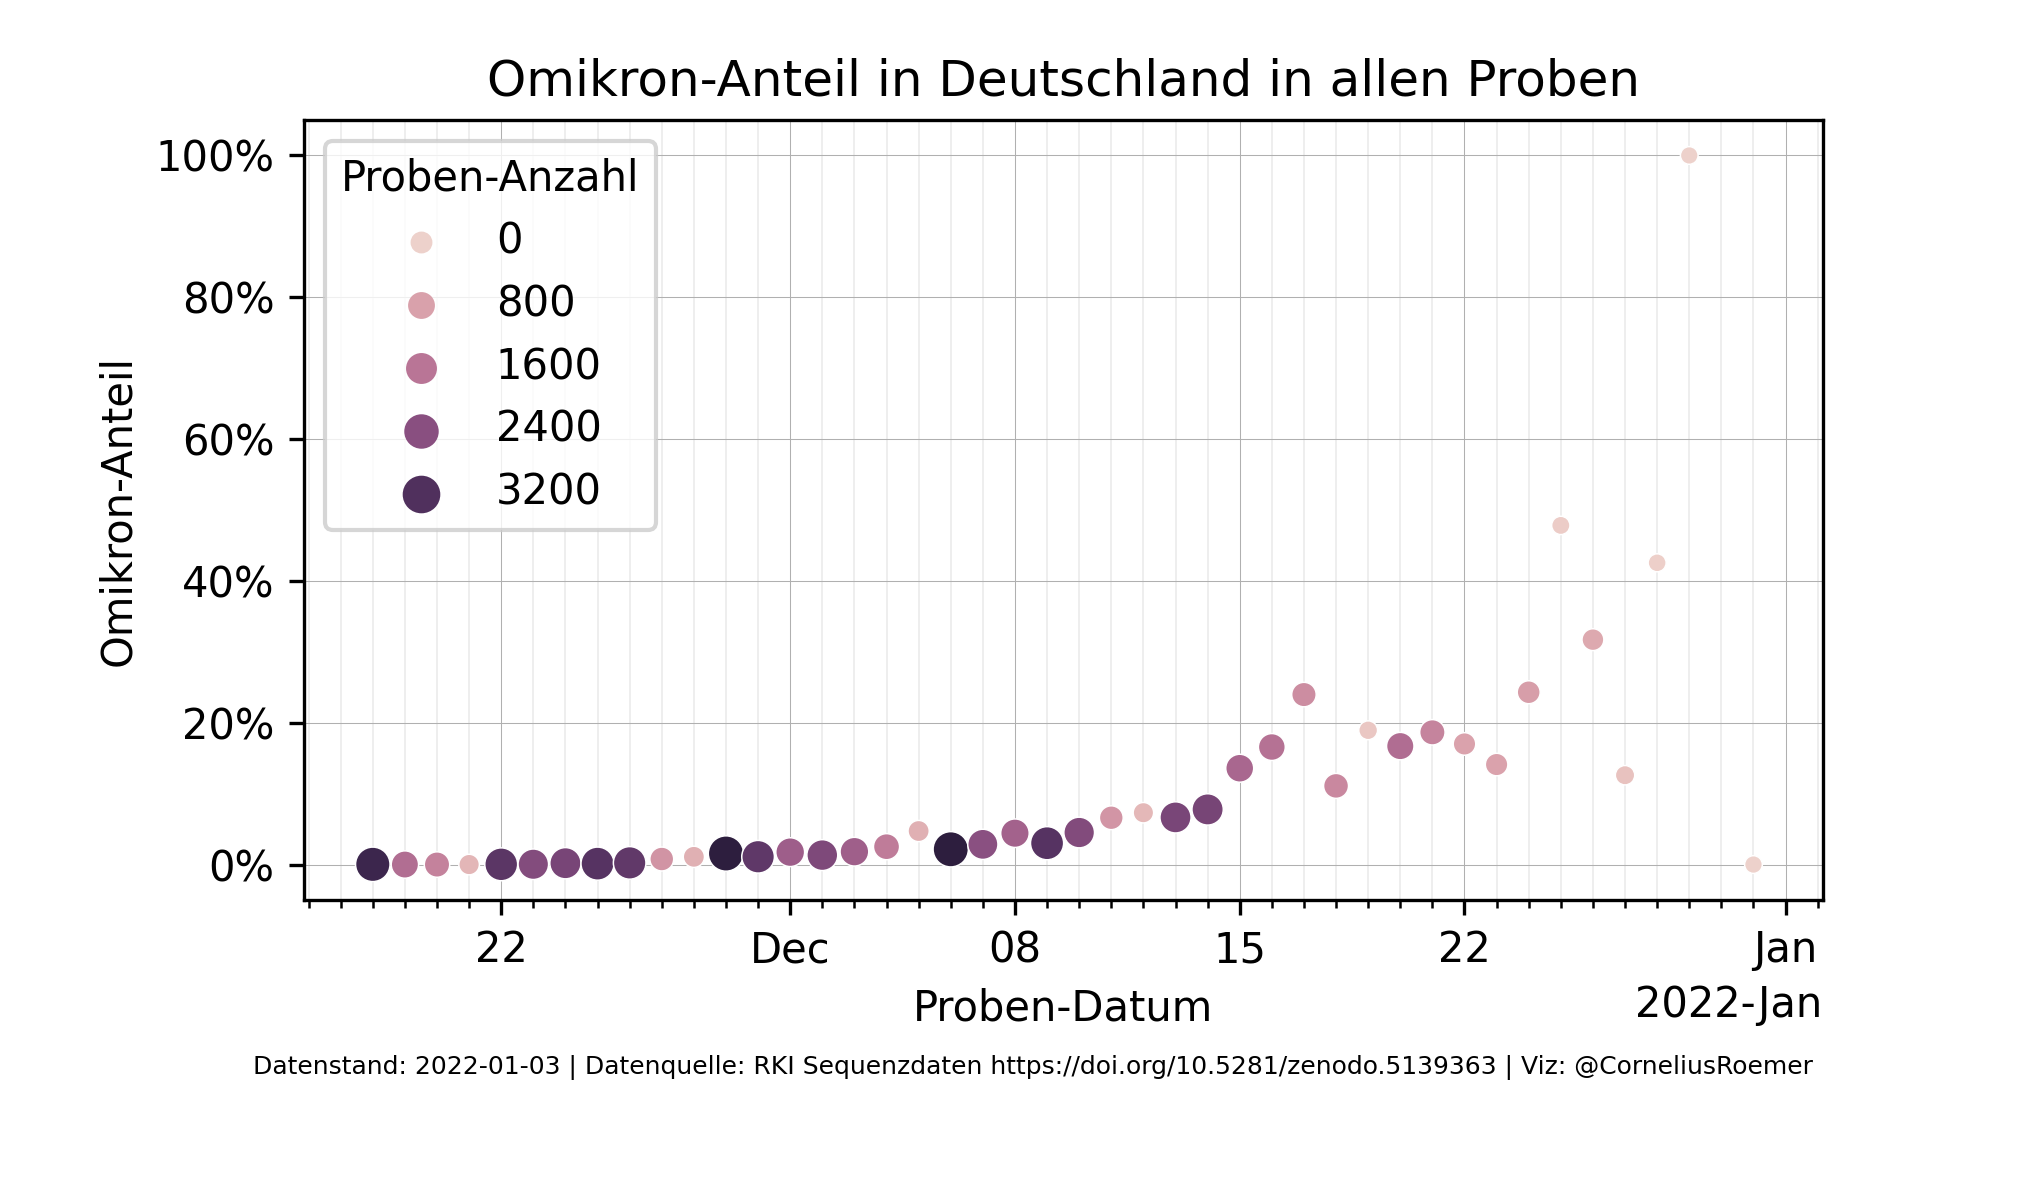 Omikron-Anteil in Deutschland in allen Proben
100%
80%
60%
40%
20%
0%
Omikron-Anteil
Proben-Anzahl
0
800
1600
2400
3200
22
Dec
08
15
22
Jan
Proben-Datum
2022-Jan
Datenstand: 2022-01-03 | Datenquelle: RKI Sequenzdaten https://doi.org/10.5281/zenodo.5139363 | Viz: @CorneliusRoemer